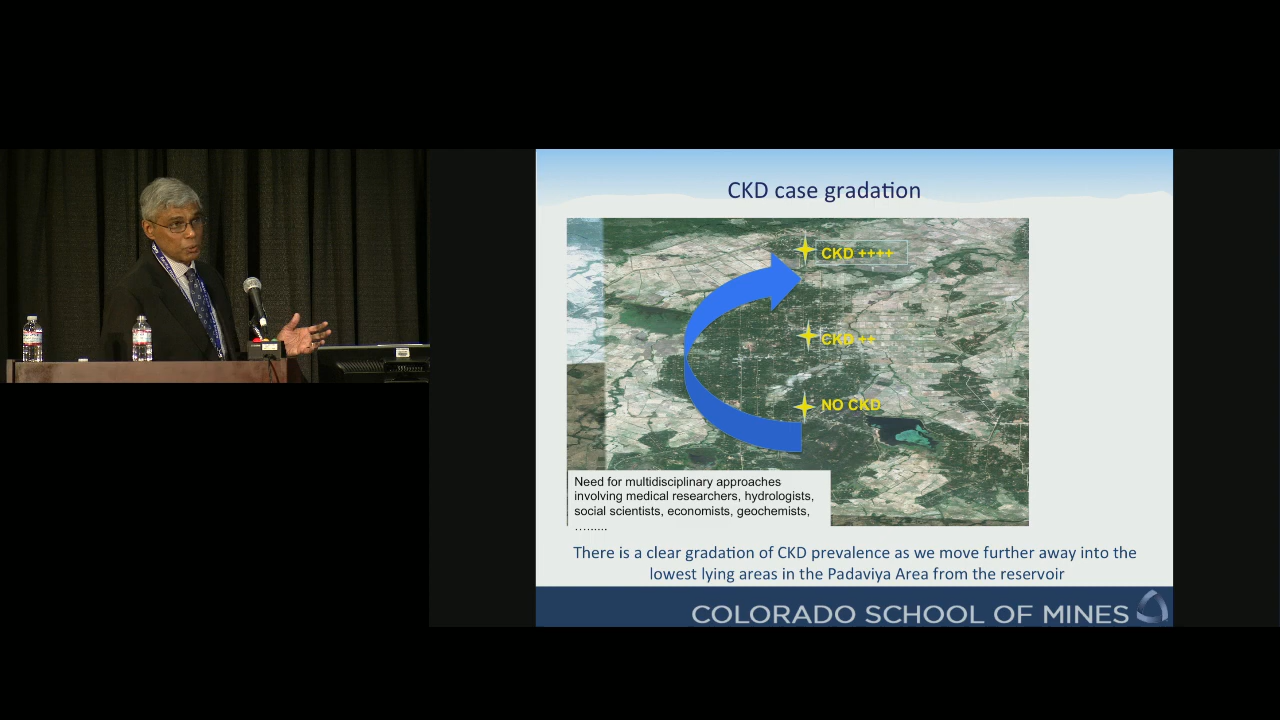 CKD case gradation
CKD ++++
CKD ++
NO CKD
Need for multidisciplinary approaches
involving medical researchers, hydrologists,
social scientists, economists, geochemists,
.........
There is a clear gradation of CKD prevalence as we move further away into the
lowest lying areas in the Padaviya Area from the reservoir
COLORADO SCHOOL OF MINES